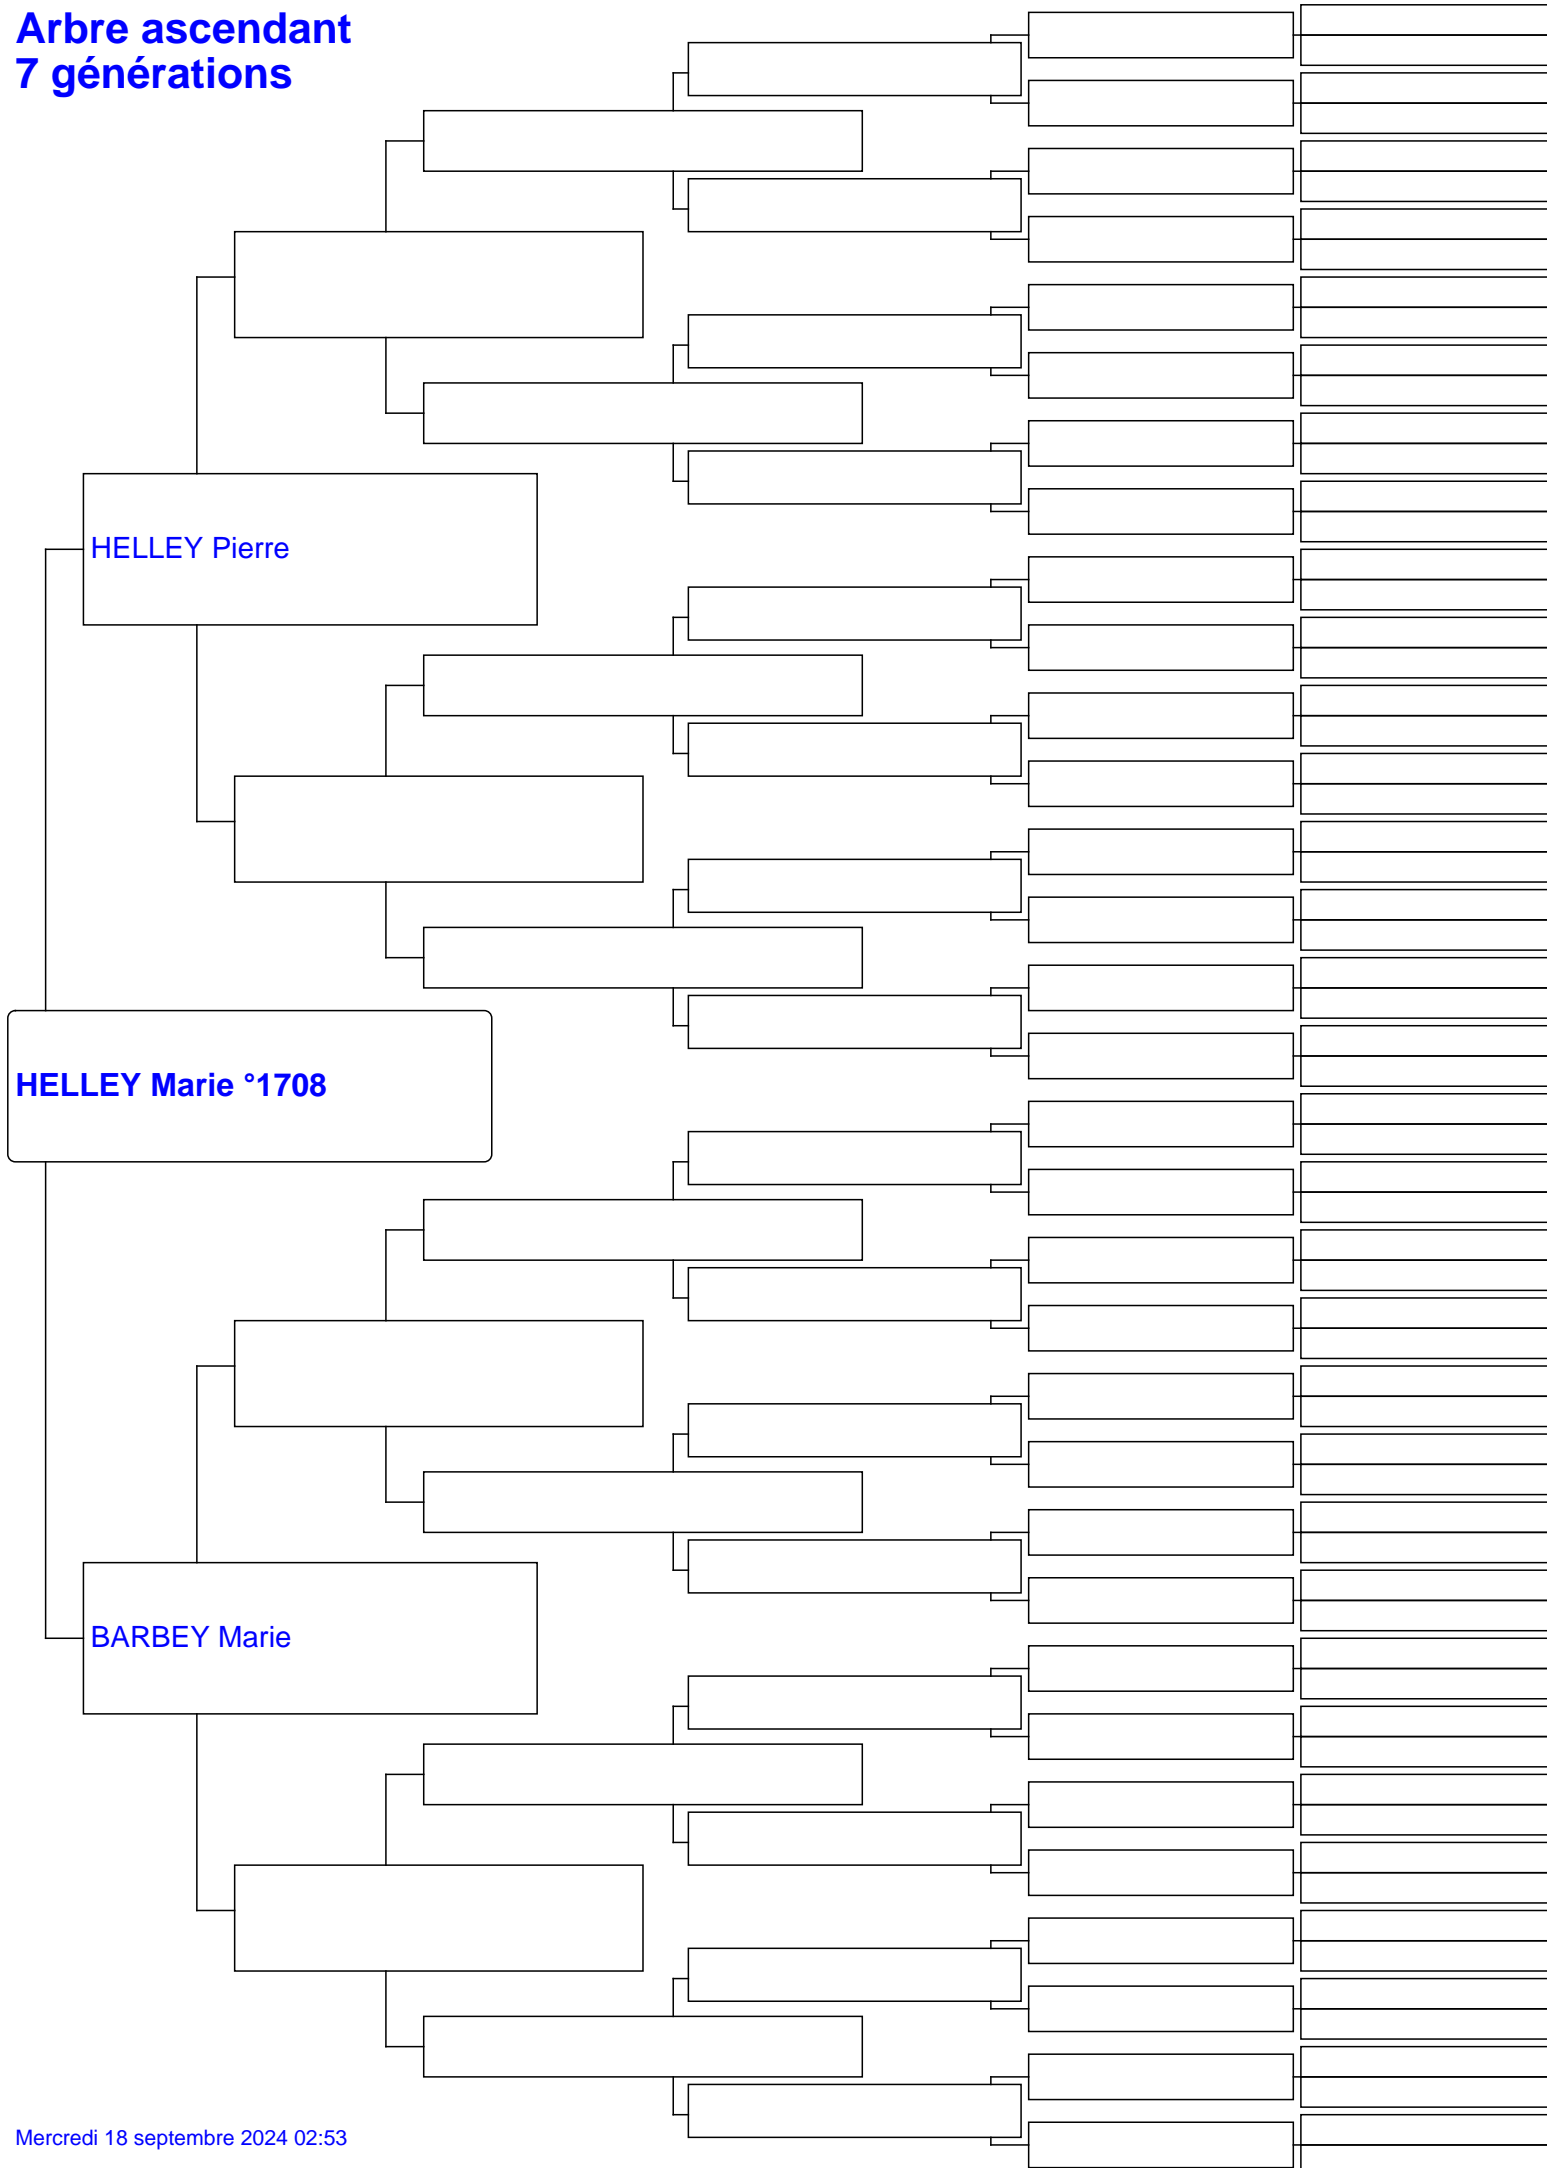 Arbre ascendant
7 générations
HELLEY Pierre
HELLEY Marie °1708
BARBEY Marie
Mercredi 18 septembre 2024 02:53